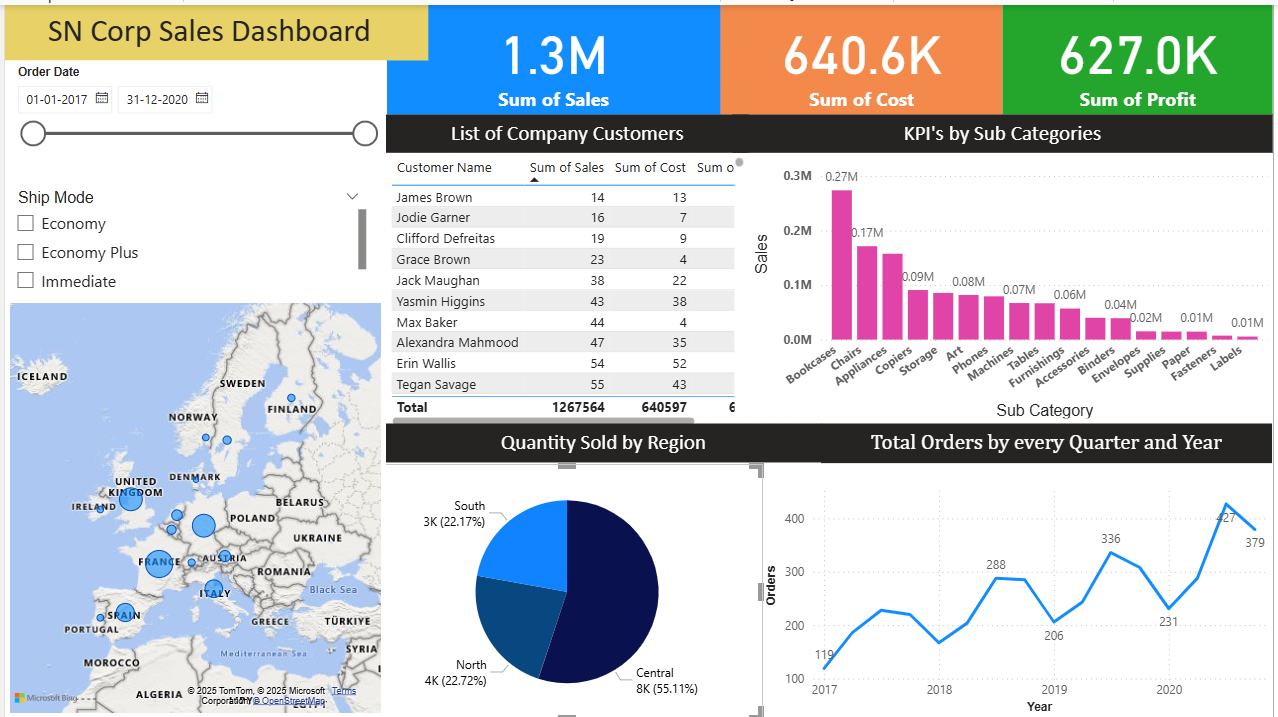 SN Corp Sales Dashboard
1.3M
Sum of Sales
640.6K
Sum of Cost
627.0K
Sum of Profit
Order Date
01-01-2017
31-12-2020
Ship Mode
Economy
Economy Plus
Immediate
List of Company Customers
Customer Name Sum of Sales Sum of Cost Sum o
James Brown 14 13
Jodie Garner 16 7
Clifford Defreitas 19 9
Grace Brown 23 4
Jack Maughan 38 22
Yasmin Higgins 43 38
Max Baker 44 4
Alexandra Mahmood 47 35
Erin Wallis 54 52
Tegan Savage 55 43
Total 1267564 640597 6
KPI's by Sub Categories
Sales
0.3M
0.2M
0.1M
0.0M
0.27M
0.17M
0.09M
0.08M
0.07M
0.06M
0.04M
0.02M
0.01M
0.01M
Bookcases
Chairs
Appliances
Copiers
Storage
Art
Phones
Machines
Tables
Furnishings
Accessories
Binders
Envelopes
Supplies
Paper
Fasteners
Labels
Sub Category
ICELAND
SWEDEN
FINLAND
NORWAY
DENMARK
UNITED
KINGDOM
IRELAND
BELARUS
POLAND
UKRAINE
FRANCE
AUSTRIA
ROMANIA
ITALY
Black Sea
SPAIN
PORTUGAL
GREECE
TÜRKIYE
Mediterranean Sea
SYRIA
MOROCCO
ALGERIA
EGYPT
Microsoft Bing
© 2025 TomTom, © 2025 Microsoft Terms
Corporation, © OpenStreetMap
Quantity Sold by Region
South
3K (22.17%)
North
4K (22.72%)
Central
8K (55.11%)
Total Orders by every Quarter and Year
Orders
400
300
200
100
119
288
206
336
231
427
379
2017
2018
2019
2020
Year